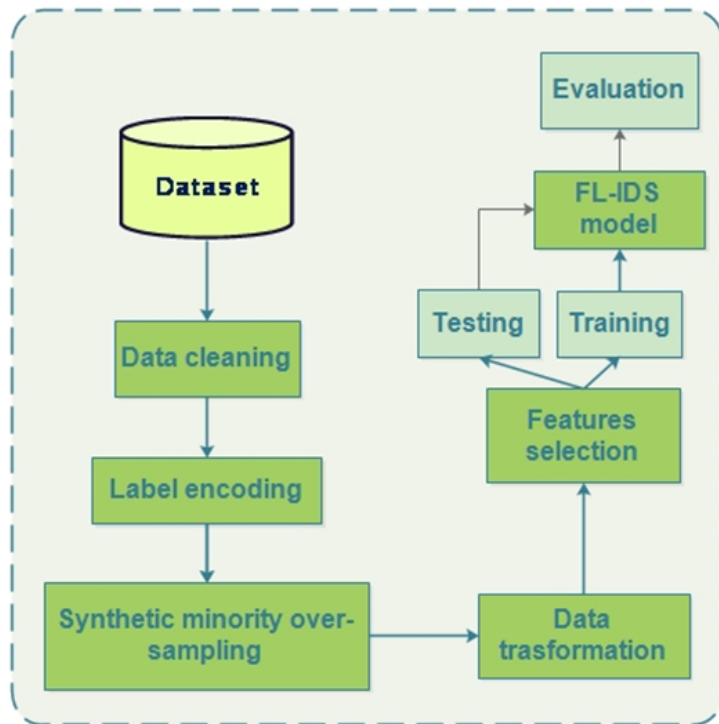 Dataset
Data cleaning
Label encoding
Synthetic minority over-
sampling
Data
trasformation
Features
selection
Testing
Training
FL-IDS
model
Evaluation